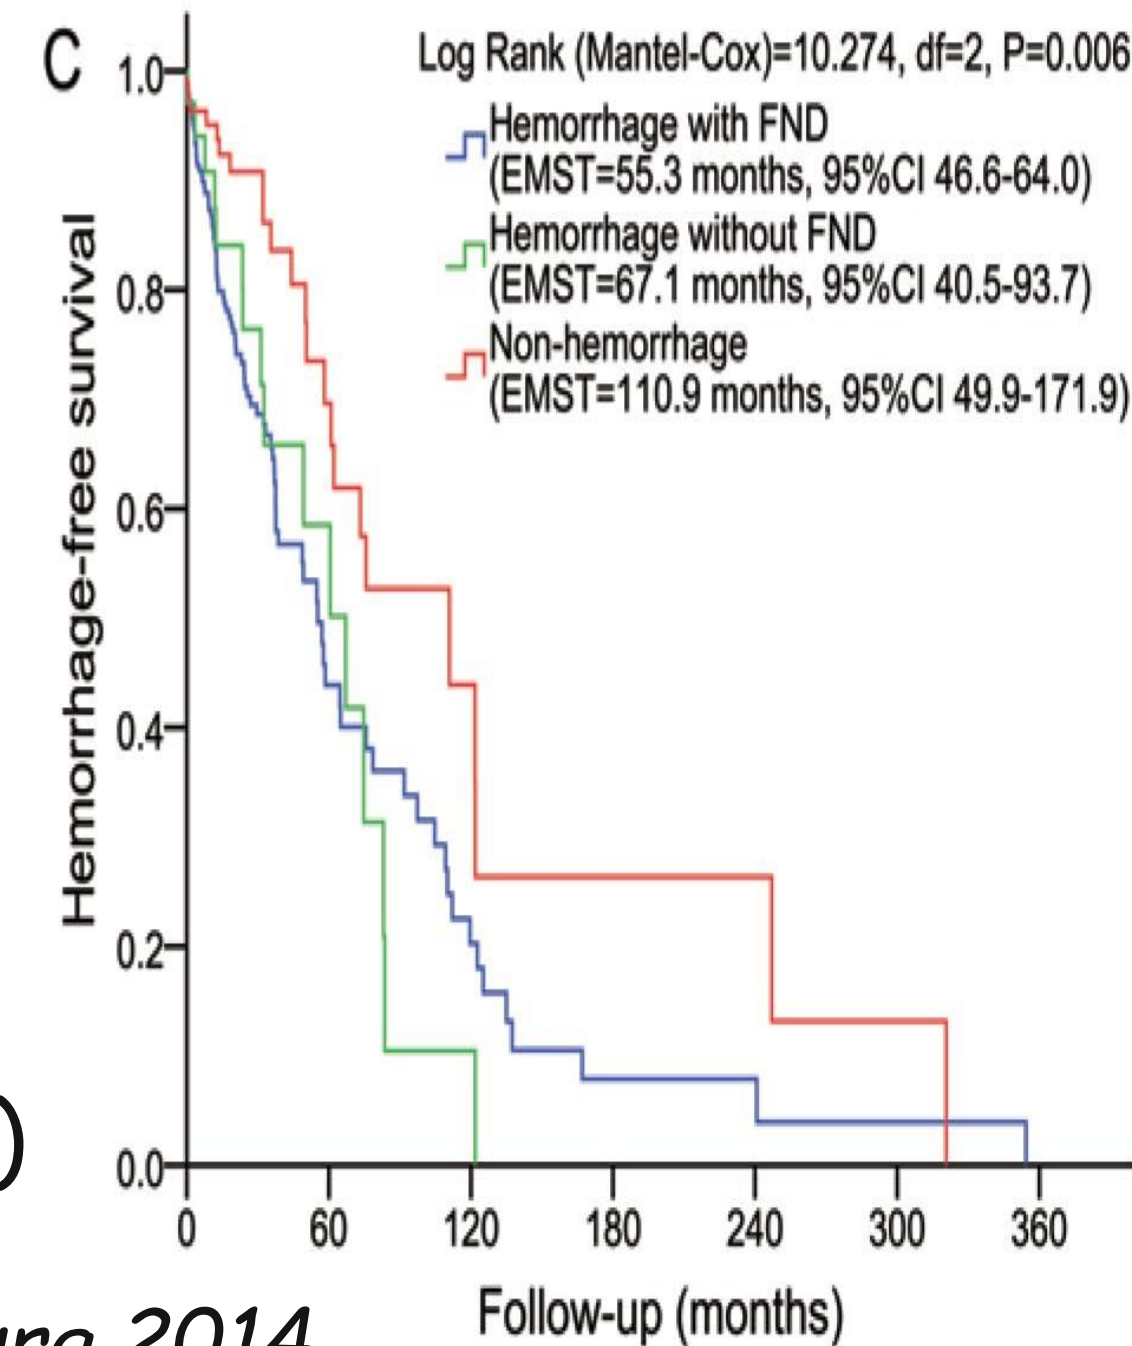 C
Log Rank (Mantel-Cox)=10.274, df=2, P=0.006
Hemorrhage with FND
(EMST=55.3 months, 95%CI 46.6-64.0)
Hemorrhage without FND
(EMST=67.1 months, 95%CI 40.5-93.7)
Non-hemorrhage
(EMST=110.9 months, 95%CI 49.9-171.9)
Hemorrhage-free survival
1.0
0.8
0.6
0.4
0.2
0.0
0 60 120 180 240 300 360
Follow-up (months)
)
2014